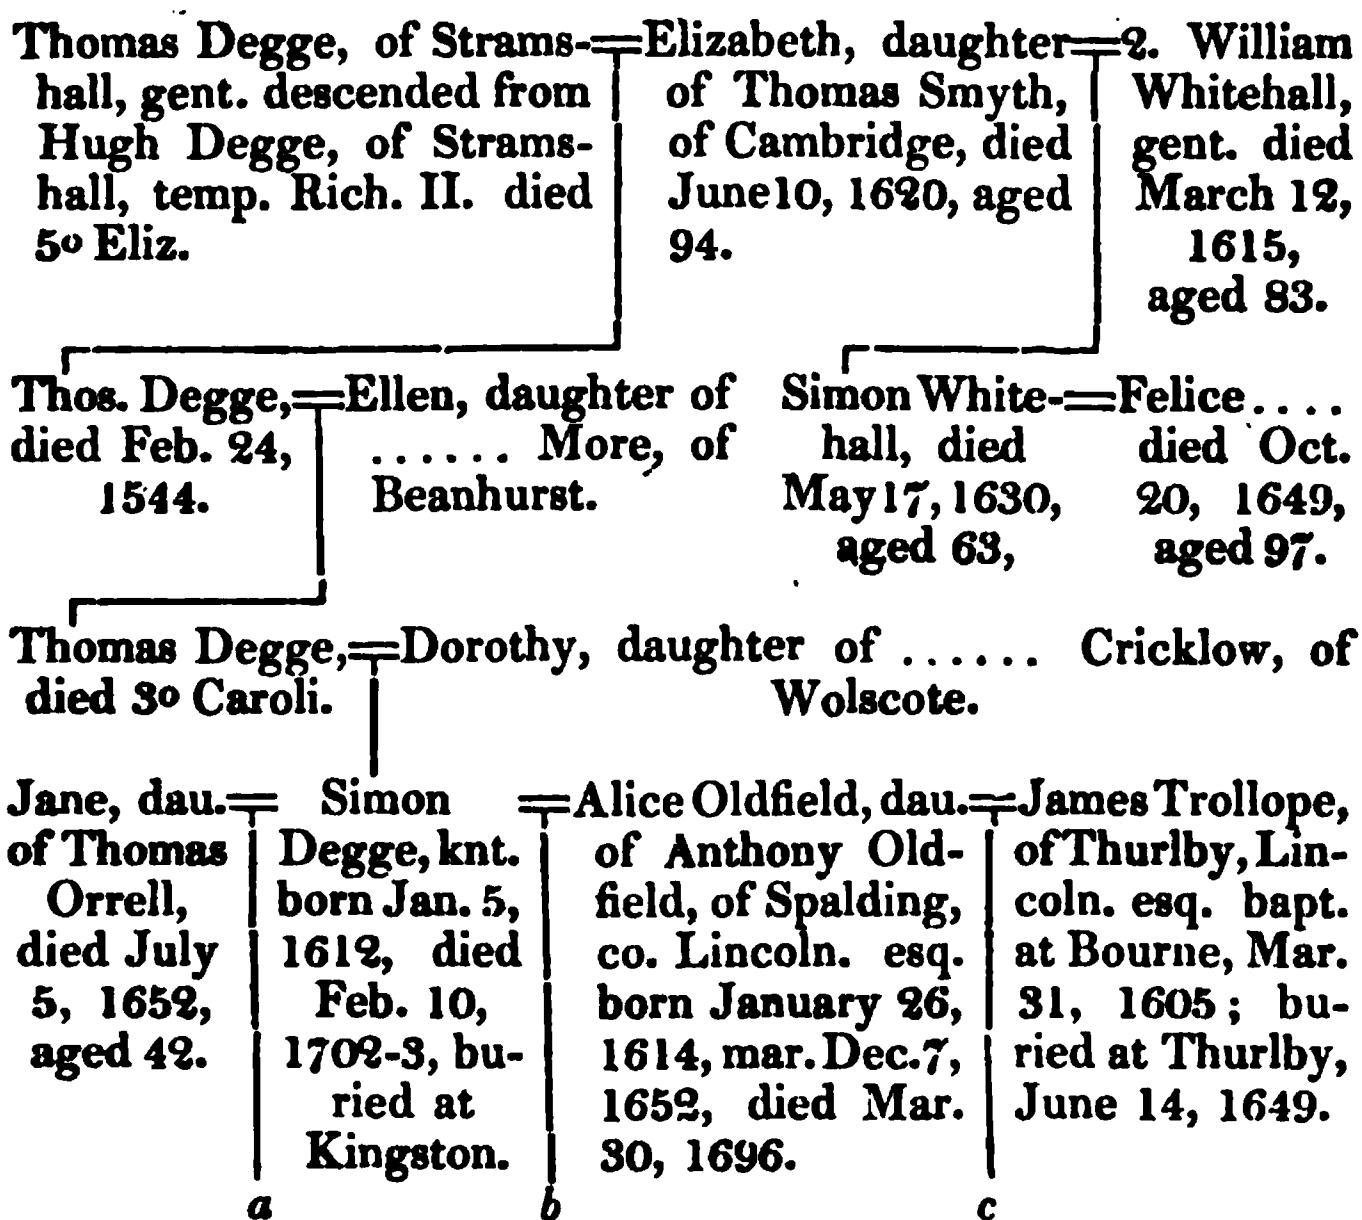 Thomas Degge, of Strams-
hall, gent. descended from
Hugh Degge, of Strams-
hall, temp. Rich. II. died
5o Eliz.
Elizabeth, daughter
of Thomas Smyth,
of Cambridge, died
June 10, 1620, aged
94.
2. William
Whitehall,
gent. died
March 12,
1615,
aged 83.
Thos. Degge,
died Feb. 24,
1544.
Ellen, daughter of
...... More, of
Beanhurst.
Simon White-
hall, died
May 17, 1630,
aged 63,
Felice....
died Oct.
20, 1649,
aged 97.
Thomas Degge,
died 3o Caroli.
Dorothy, daughter of ...... Cricklow, of
Wolscote.
Jane, dau.
of Thomas
Orrell,
died July
5, 1652,
aged 42.
Simon
Degge, knt.
born Jan. 5,
1612, died
Feb. 10,
1702-3, bu-
ried at
Kingston.
Alice Oldfield, dau.
of Anthony Old-
field, of Spalding,
co. Lincoln. esq.
born January 26,
1614, mar. Dec. 7,
1652, died Mar.
30, 1696.
James Trollope,
of Thurlby, Lin-
coln. esq. bapt.
at Bourne, Mar.
31, 1605; bu-
ried at Thurlby,
June 14, 1649.
a
b
c